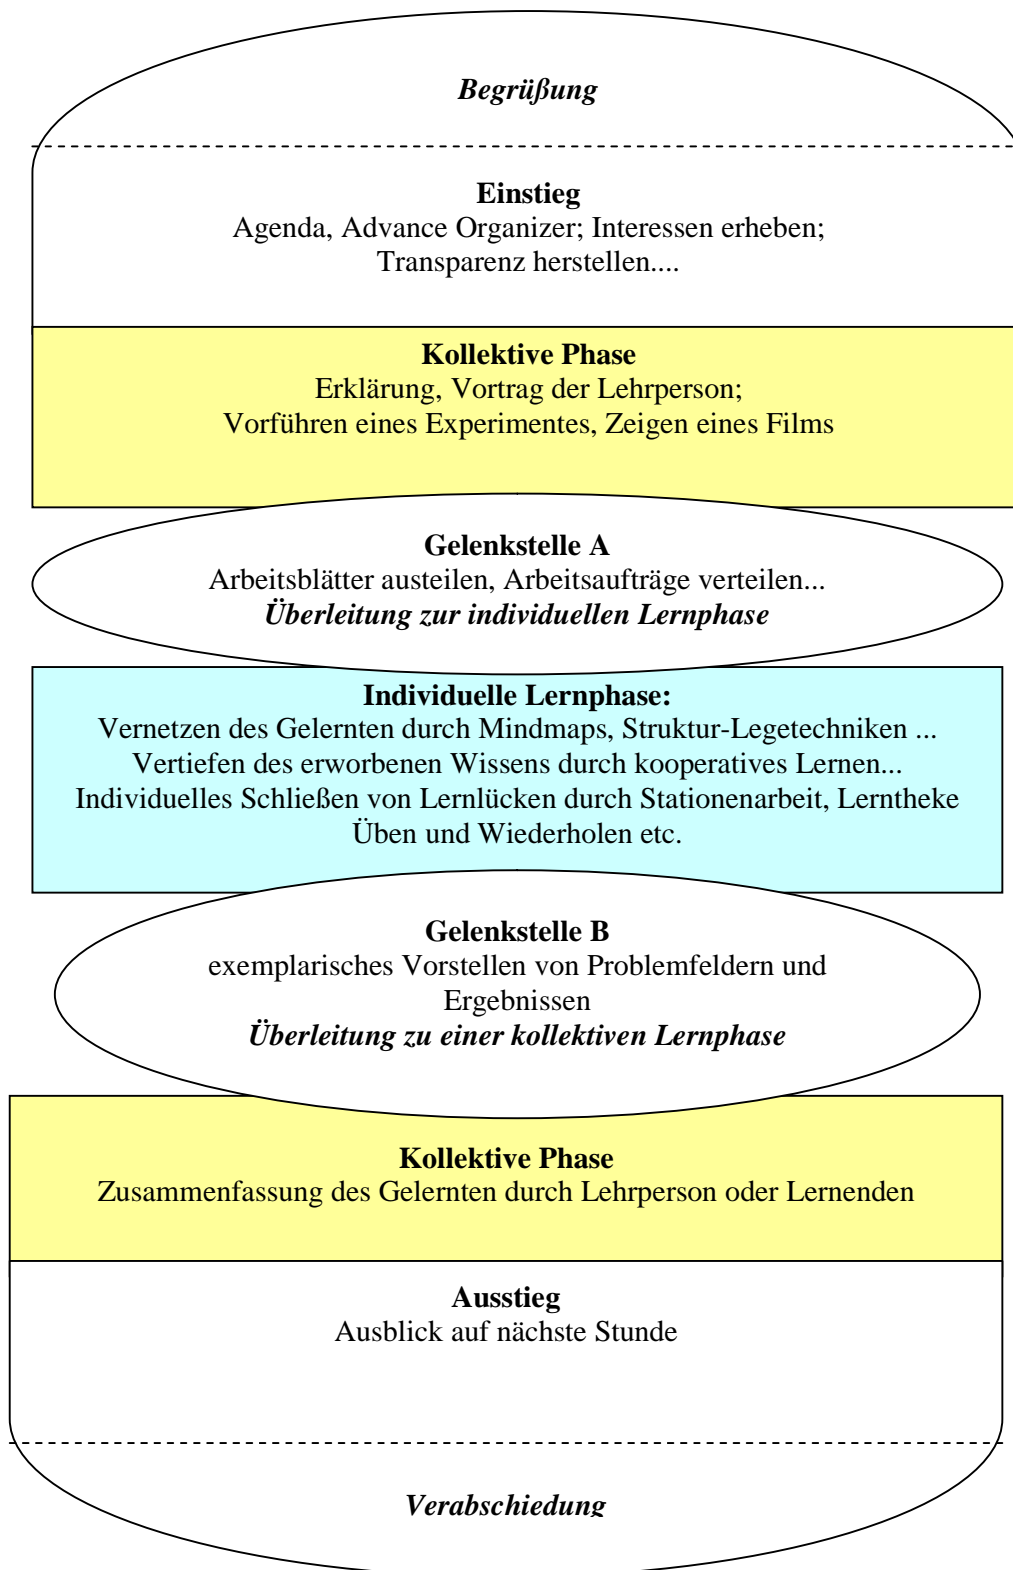 Begrüßung
Einstieg
Agenda, Advance Organizer; Interessen erheben;
Transparenz herstellen....
Kollektive Phase
Erklärung, Vortrag der Lehrperson;
Vorführen eines Experimentes, Zeigen eines Films
Gelenkstelle A
Arbeitsblätter austeilen, Arbeitsaufträge verteilen...
Überleitung zur individuellen Lernphase
Individuelle Lernphase:
Vernetzen des Gelernten durch Mindmaps, Struktur-Legetechniken ...
Vertiefen des erworbenen Wissens durch kooperatives Lernen...
Individuelles Schließen von Lernlücken durch Stationenarbeit, Lerntheke
Üben und Wiederholen etc.
Gelenkstelle B
exemplarisches Vorstellen von Problemfeldern und
Ergebnissen
Überleitung zu einer kollektiven Lernphase
Kollektive Phase
Zusammenfassung des Gelernten durch Lehrperson oder Lernenden
Ausstieg
Ausblick auf nächste Stunde
Verabschiedung